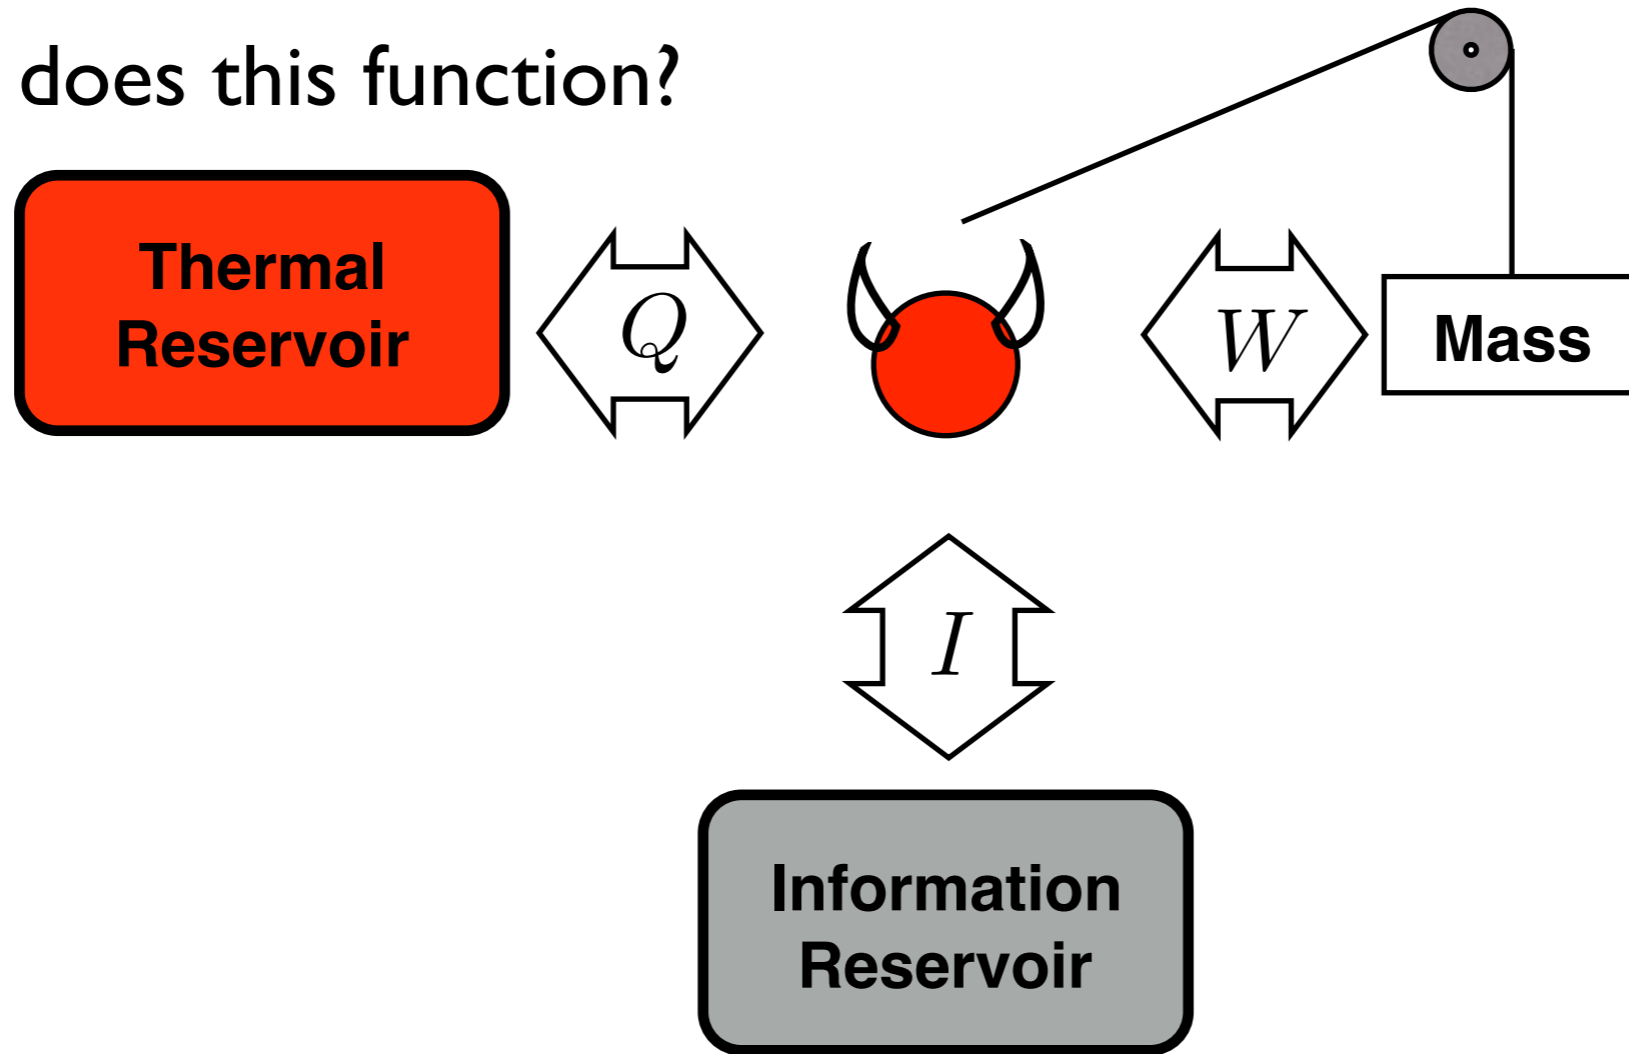 does this function?
Thermal
Reservoir
Q
W
Mass
I
Information
Reservoir